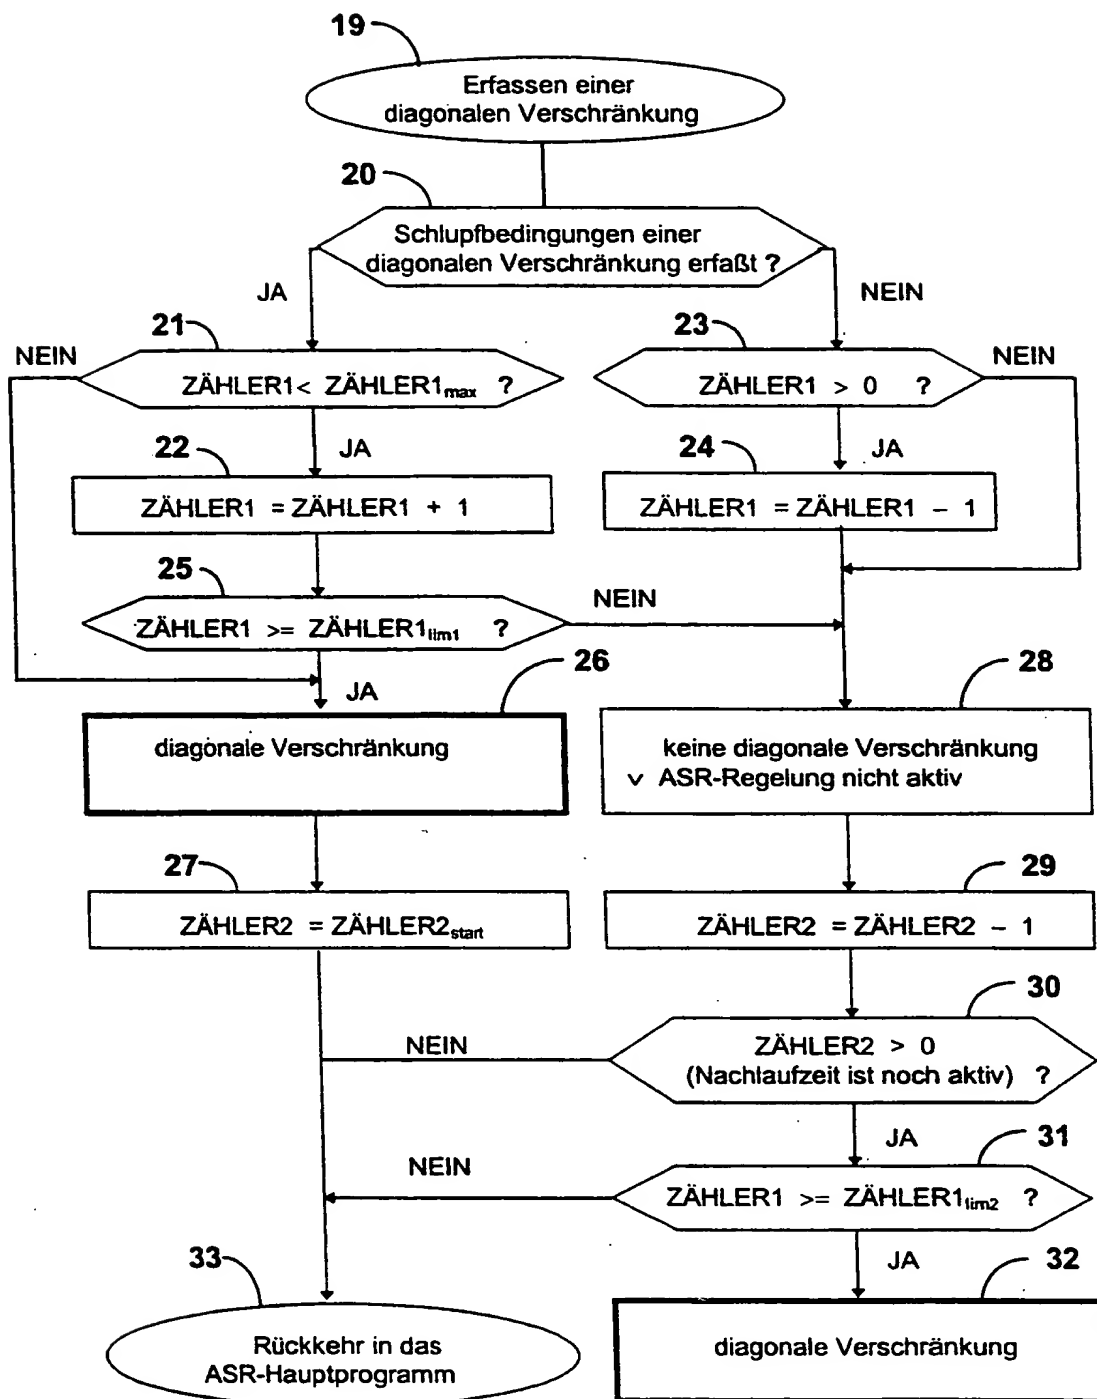 19
Erfassen einer
diagonalen Verschränkung
20
Schlupfbedingungen einer
diagonalen Verschränkung erfaßt ?
JA
NEIN
21
23
NEIN
NEIN
ZÄHLER1< ZÄHLER1max ?
ZÄHLER1 > 0 ?
22
JA
24
JA
ZÄHLER1 = ZÄHLER1 + 1
ZÄHLER1 = ZÄHLER1 – 1
25
NEIN
ZÄHLER1 >= ZÄHLER1lim1 ?
26
28
JA
diagonale Verschränkung
keine diagonale Verschränkung
v ASR-Regelung nicht aktiv
27
29
ZÄHLER2 = ZÄHLER2start
ZÄHLER2 = ZÄHLER2 – 1
30
NEIN
ZÄHLER2 > 0
(Nachlaufzeit ist noch aktiv) ?
JA
31
NEIN
ZÄHLER1 >= ZÄHLER1lim2 ?
33
JA
32
Rückkehr in das
ASR-Hauptprogramm
diagonale Verschränkung